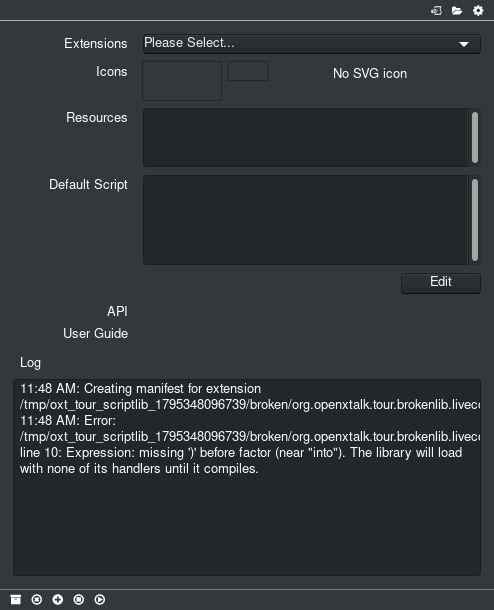 Extensions
Please Select...
Icons
No SVG icon
Resources
Default Script
Edit
API
User Guide
Log
11:48 AM: Creating manifest for extension
/tmp/oxt_tour_scriptlib_1795348096739/broken/org.openxtalk.tour.brokenlib.livec
11:48 AM: Error:
/tmp/oxt_tour_scriptlib_1795348096739/broken/org.openxtalk.tour.brokenlib.livec
line 10: Expression: missing ')' before factor (near "into"). The library will load
with none of its handlers until it compiles.